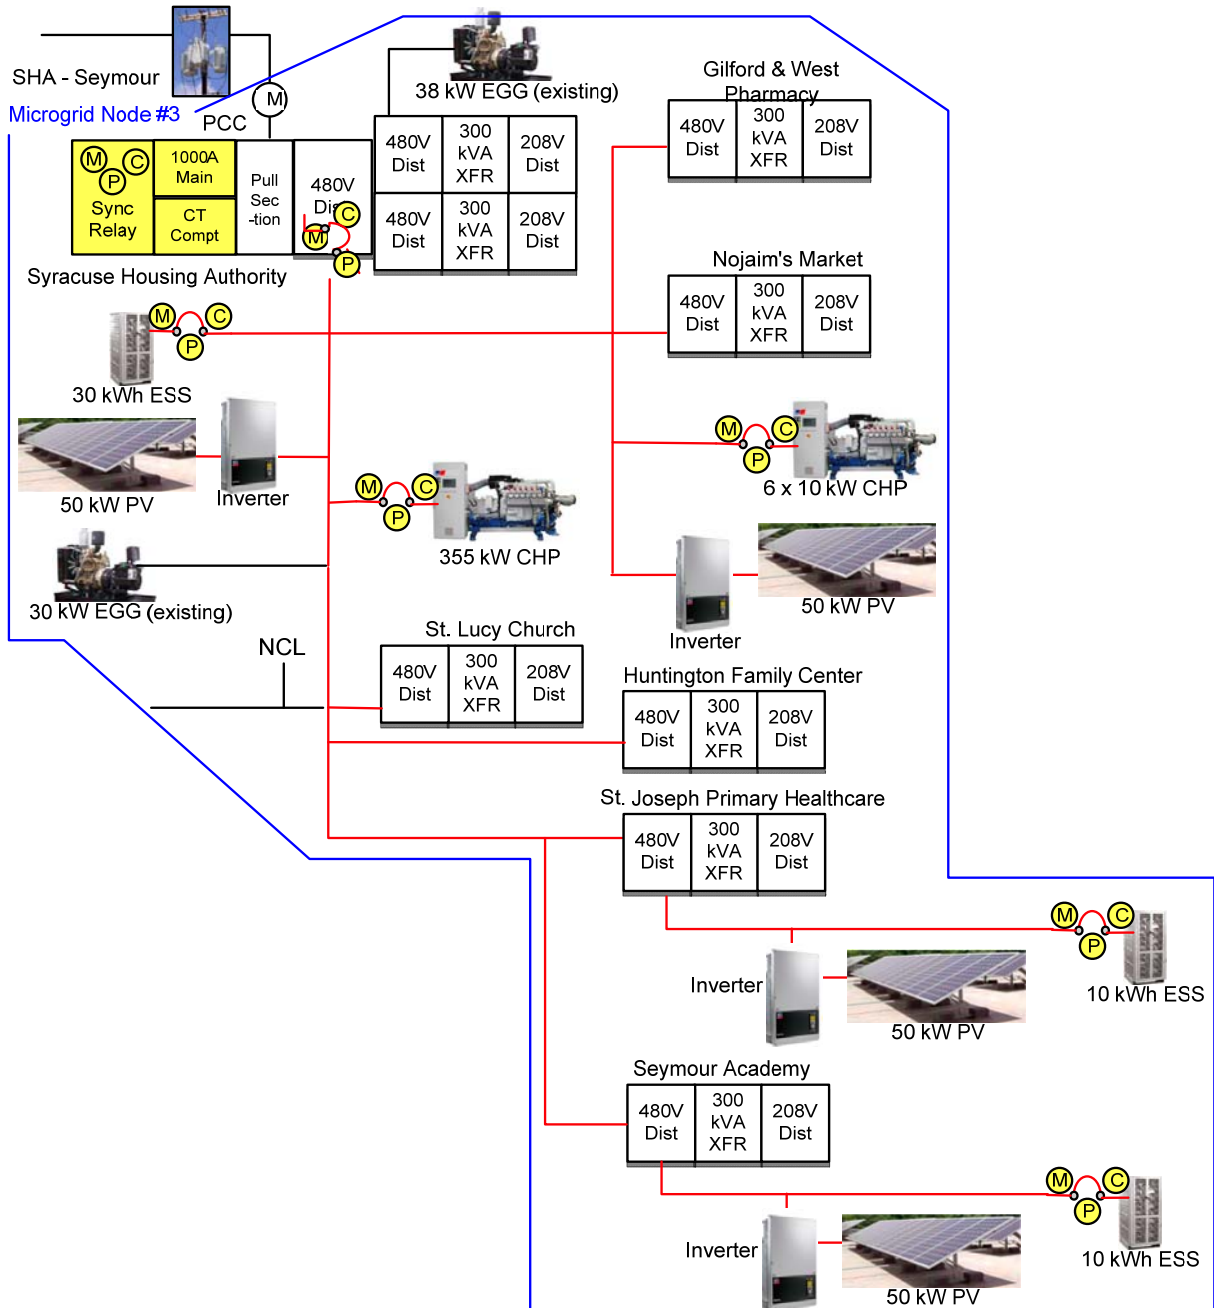 SHA - Seymour
Microgrid Node #3
M
PCC
38 kW EGG (existing)
Gilford & West
Pharmacy
480V
Dist
300
kVA
XFR
208V
Dist
M
C
P
Sync
Relay
1000A
Main
CT
Compt
Pull
Sec
-tion
480V
Dist
M
C
P
480V
Dist
300
kVA
XFR
208V
Dist
480V
Dist
300
kVA
XFR
208V
Dist
Syracuse Housing Authority
Nojaim's Market
480V
Dist
300
kVA
XFR
208V
Dist
M
C
P
30 kWh ESS
50 kW PV
Inverter
M
C
P
355 kW CHP
M
C
P
6 x 10 kW CHP
30 kW EGG (existing)
Inverter
50 kW PV
NCL
St. Lucy Church
480V
Dist
300
kVA
XFR
208V
Dist
Huntington Family Center
480V
Dist
300
kVA
XFR
208V
Dist
St. Joseph Primary Healthcare
480V
Dist
300
kVA
XFR
208V
Dist
M
C
P
10 kWh ESS
Inverter
50 kW PV
Seymour Academy
480V
Dist
300
kVA
XFR
208V
Dist
M
C
P
10 kWh ESS
Inverter
50 kW PV